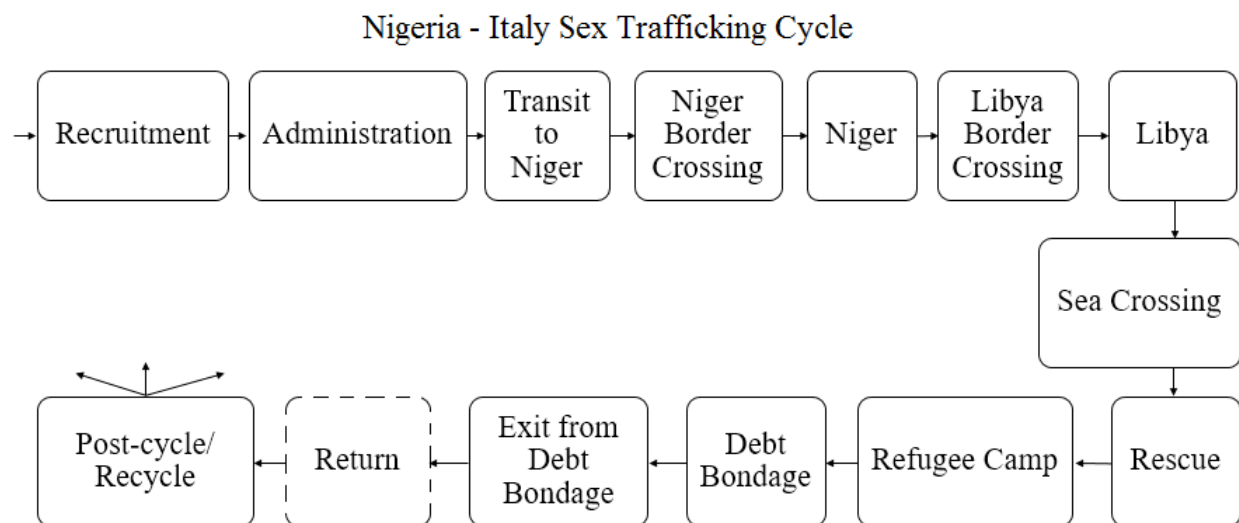 Nigeria - Italy Sex Trafficking Cycle
Recruitment
Administration
Transit
to
Niger
Niger
Border
Crossing
Niger
Libya
Border
Crossing
Libya
Sea Crossing
Rescue
Refugee Camp
Debt
Bondage
Exit from
Debt
Bondage
Return
Post-cycle/
Recycle